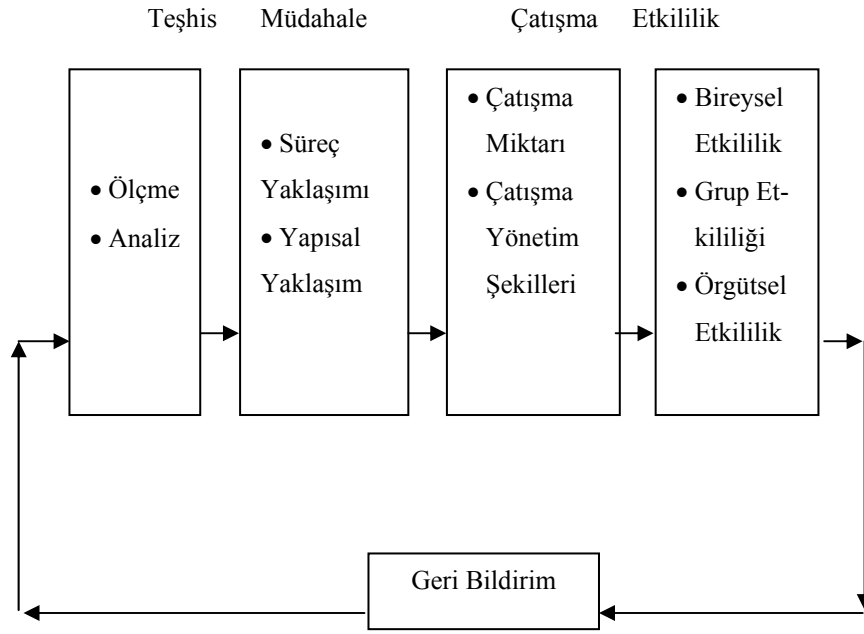 Teşhis Müdahale Çatışma Etkililik
• Ölçme
• Analiz
• Süreç
Yaklaşımı
• Yapısal
Yaklaşım
• Çatışma
Miktarı
• Çatışma
Yönetim
Şekilleri
• Bireysel
Etkililik
• Grup Et-
kililiği
• Örgütsel
Etkililik
Geri Bildirim